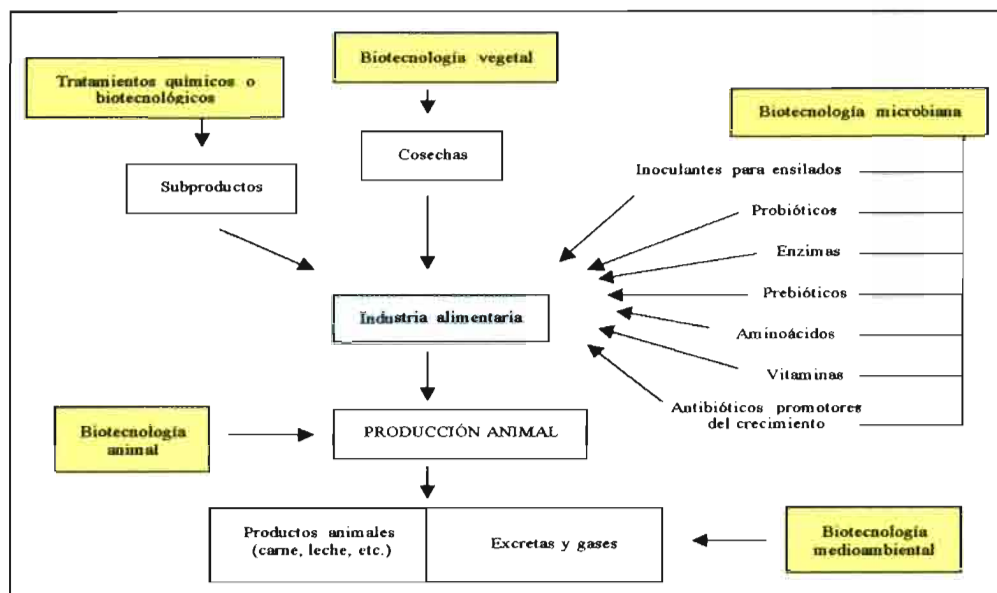 Tratamientos químicos o
biotecnológicos
Biotecnología vegetal
Biotecnología microbiana
Subproductos
Cosechas
Inoculantes para ensilados
Probióticos
Enzimas
Prebióticos
Aminoácidos
Vitaminas
Antibióticos promotores
del crecimiento
Industria alimentaria
Biotecnología
animal
PRODUCCIÓN ANIMAL
Productos animales
(carne, leche, etc.)
Excretas y gases
Biotecnología
medioambiental